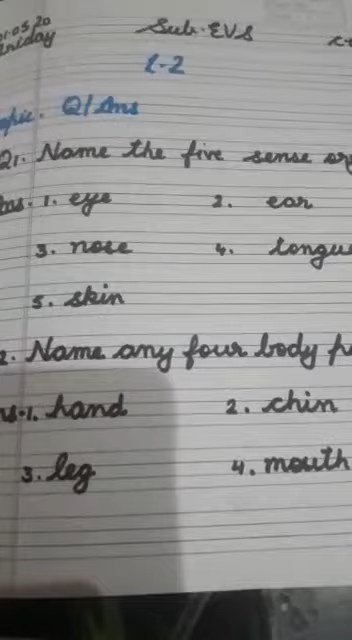 Sub. EVS
L-2
Q/Ans
Q1. Name the five sense
1. eye 2. ear
3. nose 4. tongue
5. skin
Name any four body
1. hand 2. chin
3. leg 4. mouth